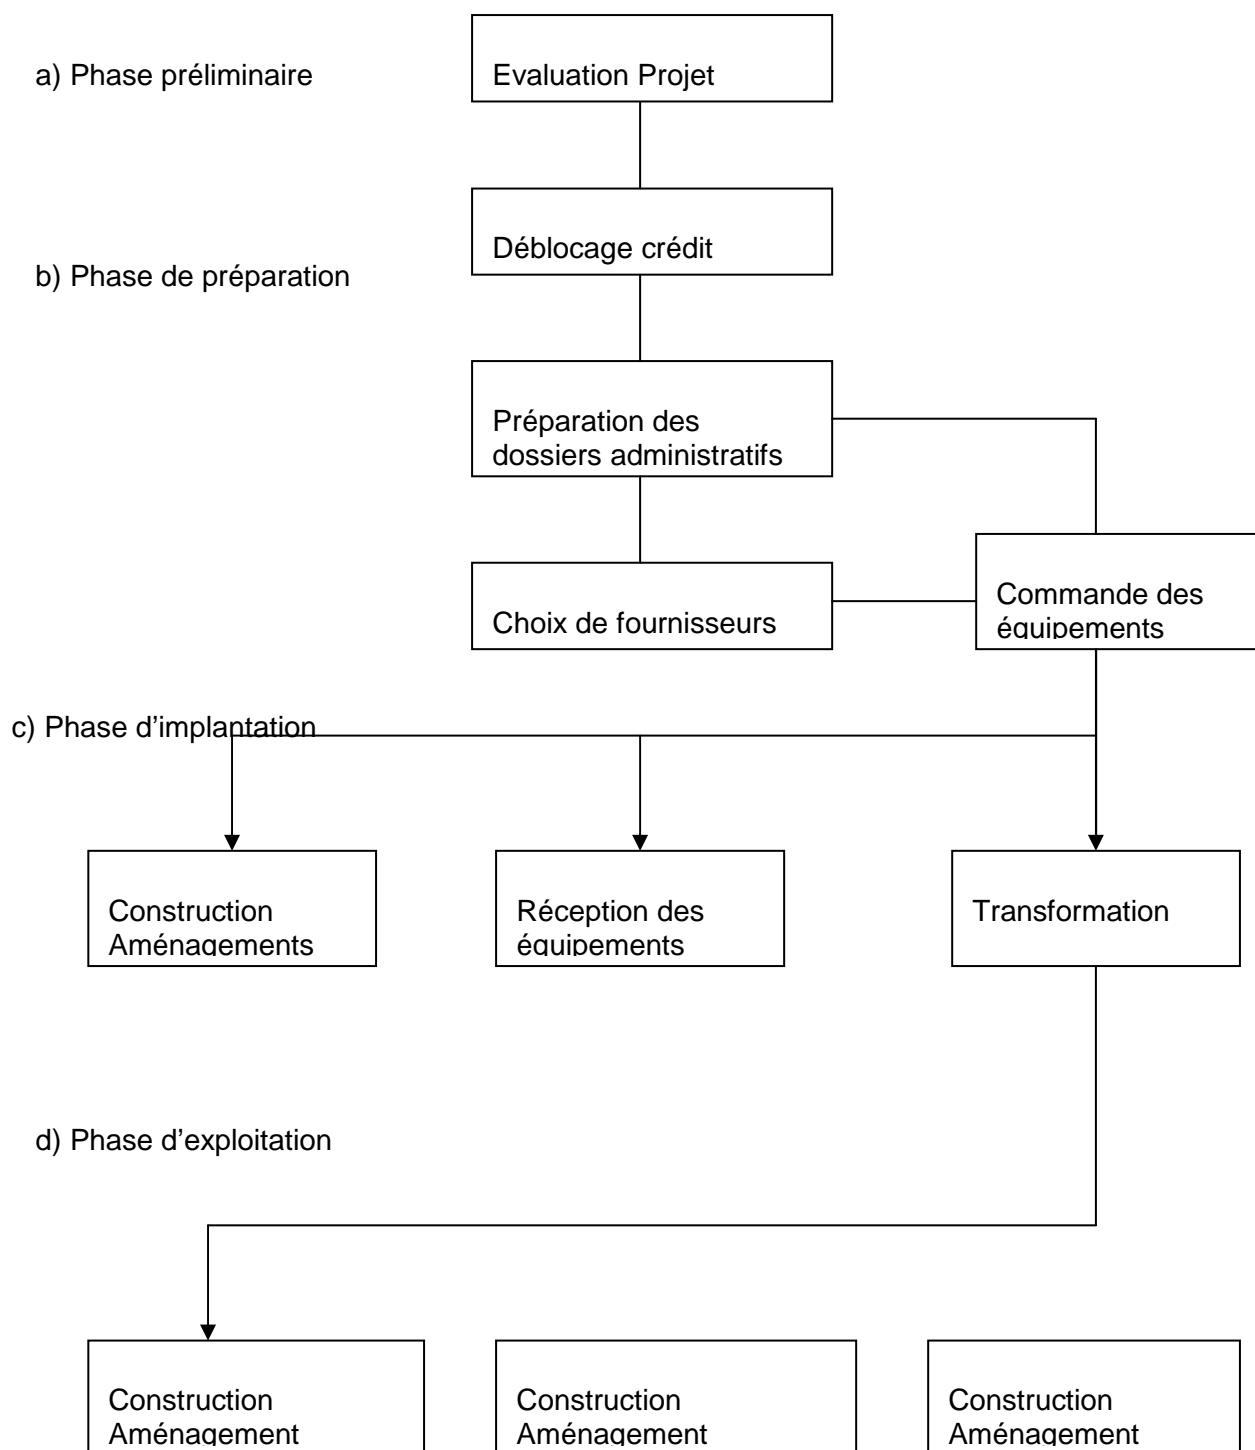 a) Phase préliminaire
Evaluation Projet
Déblocage crédit
b) Phase de préparation
Préparation des
dossiers administratifs
Choix de fournisseurs
Commande des
équipements
c) Phase d’implantation
Construction
Aménagements
Réception des
équipements
Transformation
d) Phase d’exploitation
Construction
Aménagement
Construction
Aménagement
Construction
Aménagement